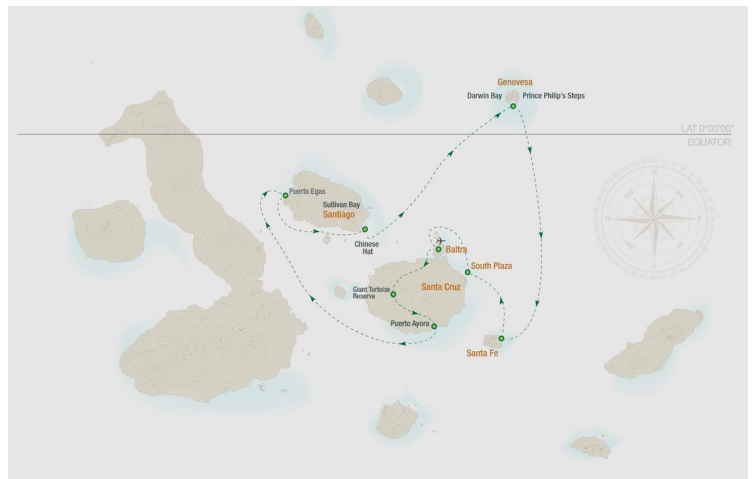 Genovesa
Darwin Bay
Prince Philip's Steps
LAT 0°00'00"
EQUATOR
Puerto Egas
Sullivan Bay
Santiago
Chinese
Hat
Baltra
South Plaza
Santa Cruz
Giant Tortoise
Reserve
Puerto Ayora
Santa Fe